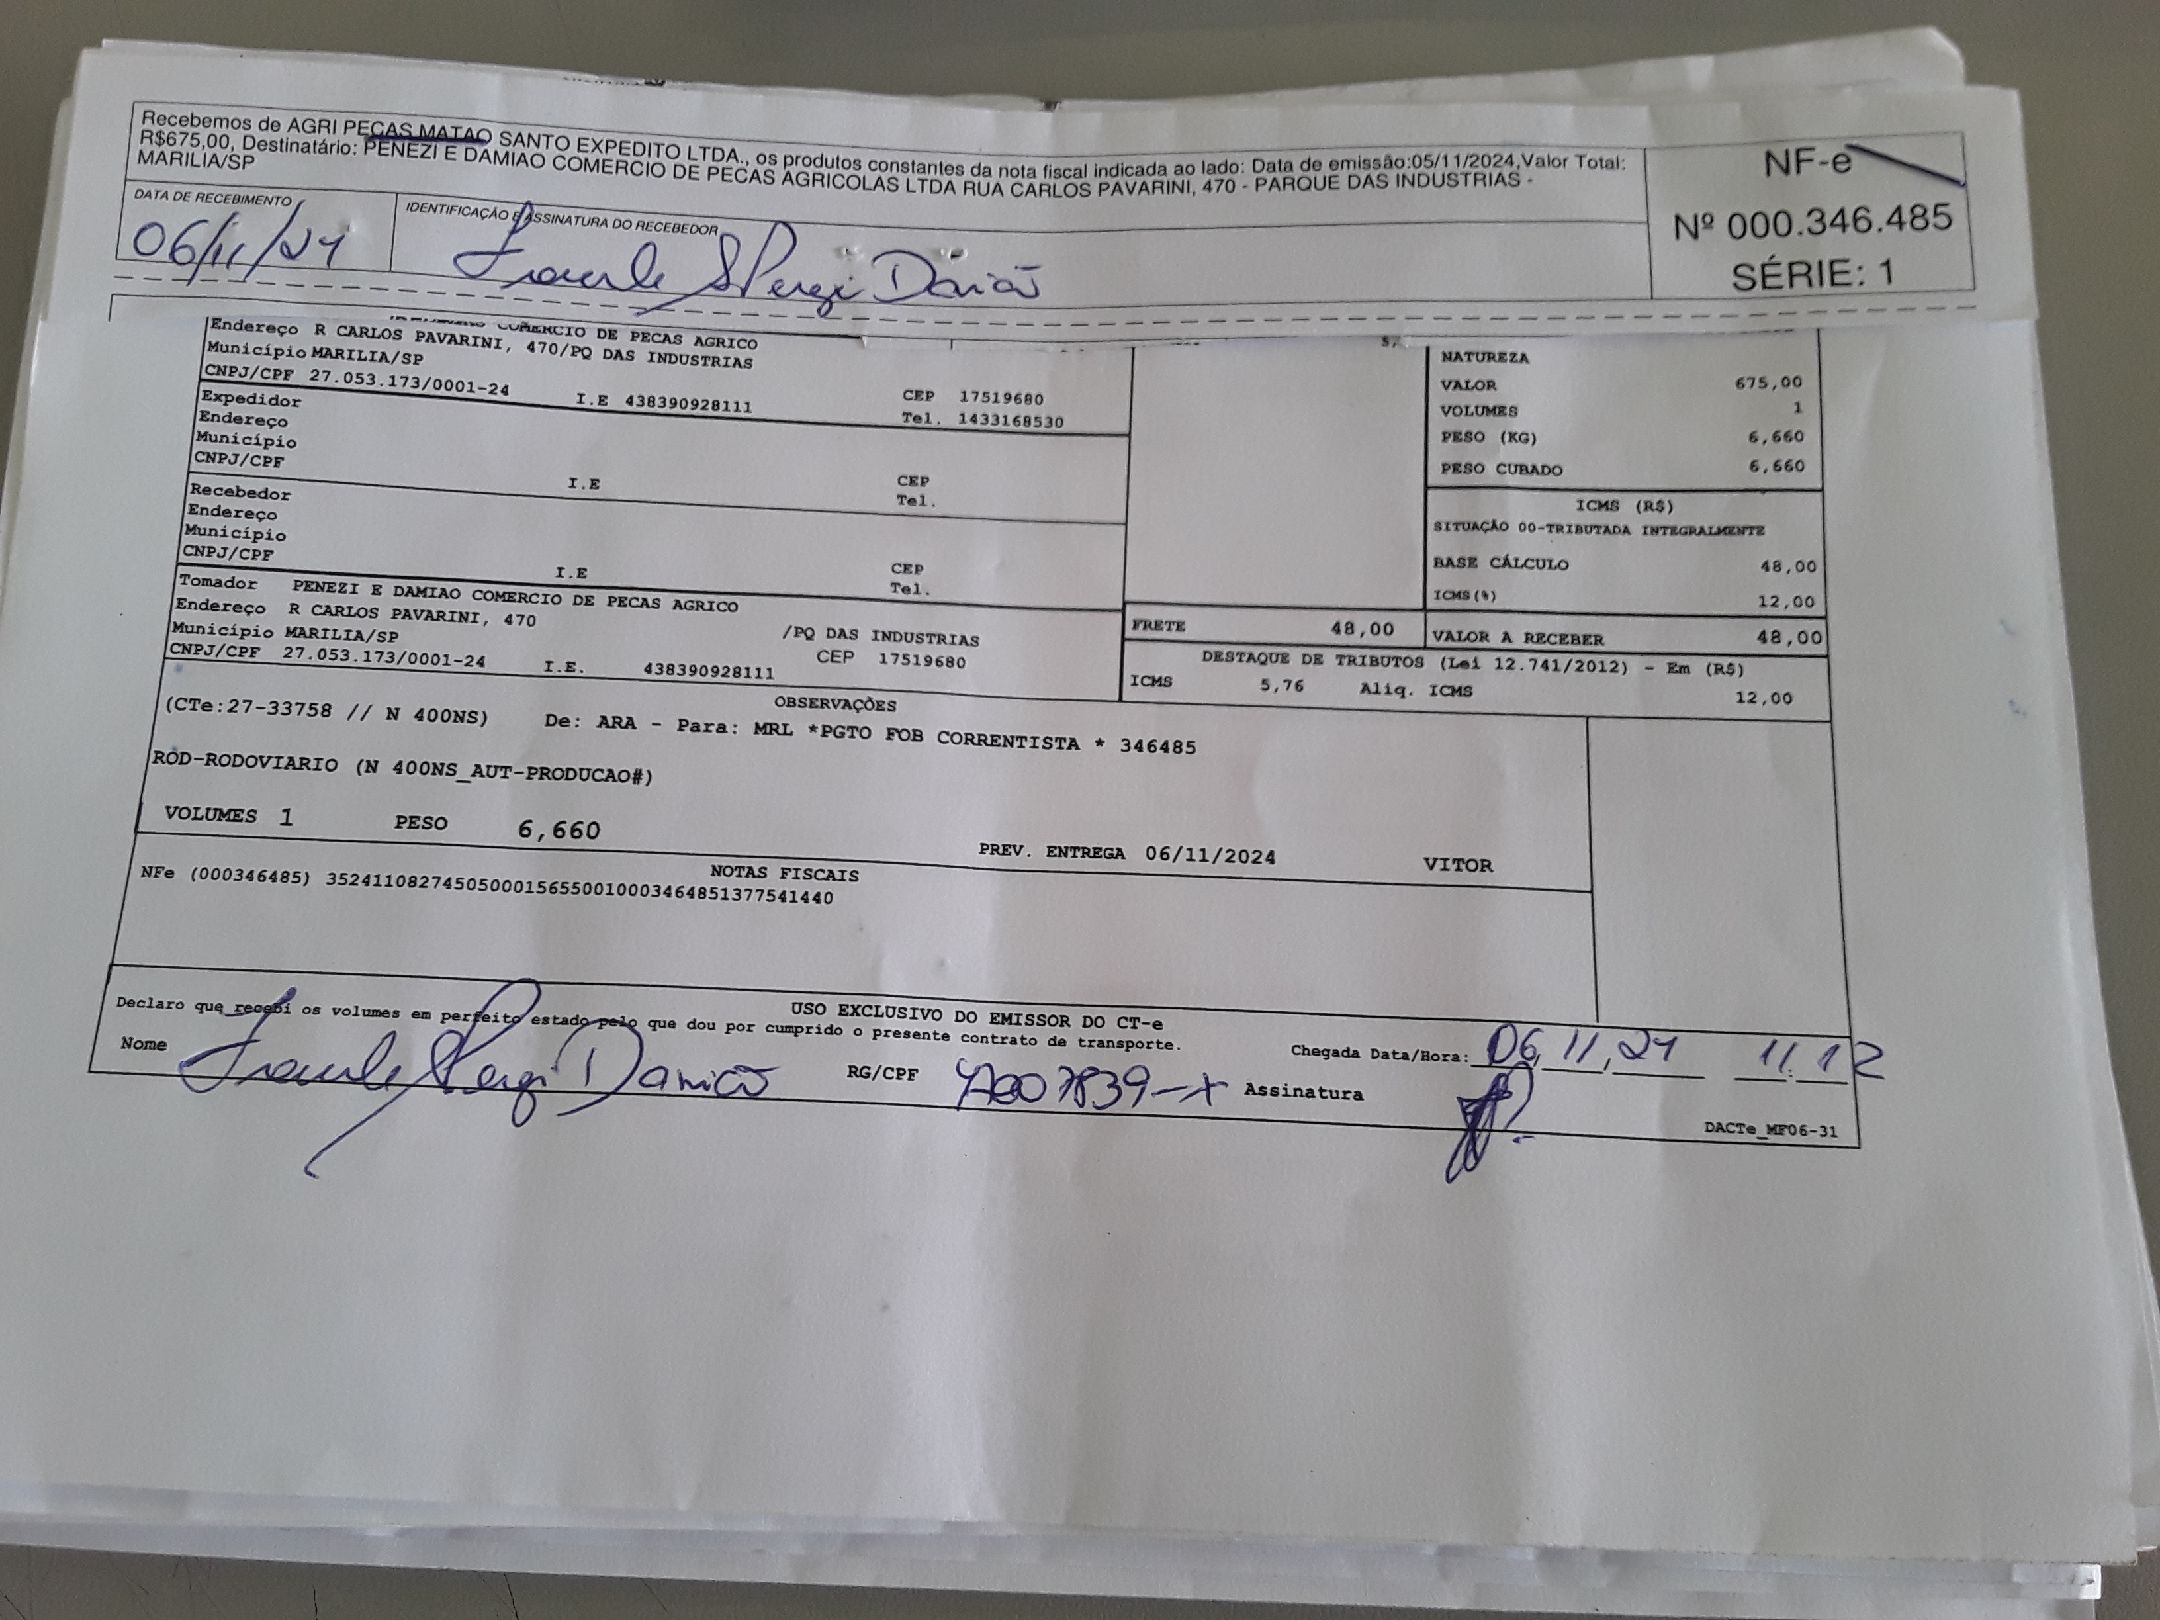 Recebemos de AGRI PECAS MATAO SANTO EXPEDITO LTDA., os produtos constantes da nota fiscal indicada ao lado: Data de emissão:05/11/2024,Valor Total:
R$675,00, Destinatário: PENEZI E DAMIAO COMERCIO DE PECAS AGRICOLAS LTDA RUA CARLOS PAVARINI, 470 - PARQUE DAS INDUSTRIAS -
MARILIA/SP
NF-e
Nº 000.346.485
SÉRIE: 1
DATA DE RECEBIMENTO
06/11/24
IDENTIFICAÇÃO E ASSINATURA DO RECEBEDOR
Damião
COMERCIO DE PECAS AGRICO
Endereço R CARLOS PAVARINI, 470/PQ DAS INDUSTRIAS
Município MARILIA/SP CEP 17519680
CNPJ/CPF 27.053.173/0001-24 I.E 438390928111 Tel. 1433168530
Expedidor
Endereço
Município CEP
CNPJ/CPF I.E Tel.
Recebedor
Endereço
Município CEP
CNPJ/CPF I.E Tel.
Tomador PENEZI E DAMIAO COMERCIO DE PECAS AGRICO
Endereço R CARLOS PAVARINI, 470 /PQ DAS INDUSTRIAS
Município MARILIA/SP CEP 17519680
CNPJ/CPF 27.053.173/0001-24 I.E. 438390928111
NATUREZA
VALOR 675,00
VOLUMES 1
PESO (KG) 6,660
PESO CUBADO 6,660
ICMS (R$)
SITUAÇÃO 00-TRIBUTADA INTEGRALMENTE
BASE CÁLCULO 48,00
ICMS(%) 12,00
FRETE 48,00 VALOR A RECEBER 48,00
DESTAQUE DE TRIBUTOS (Lei 12.741/2012) - Em (R$)
ICMS 5,76 Aliq. ICMS 12,00
OBSERVAÇÕES
(CTe:27-33758 // N 400NS) De: ARA - Para: MRL *PGTO FOB CORRENTISTA * 346485
ROD-RODOVIARIO (N 400NS_AUT-PRODUCAO#)
VOLUMES 1 PESO 6,660 PREV. ENTREGA 06/11/2024 VITOR
NOTAS FISCAIS
NFe (000346485) 35241108274505000156550010003464851377541440
USO EXCLUSIVO DO EMISSOR DO CT-e
Declaro que recebi os volumes em perfeito estado pelo que dou por cumprido o presente contrato de transporte.
Chegada Data/Hora: 06/11/24 11:12
Nome Damião RG/CPF Assinatura
DACTe_MF06-31